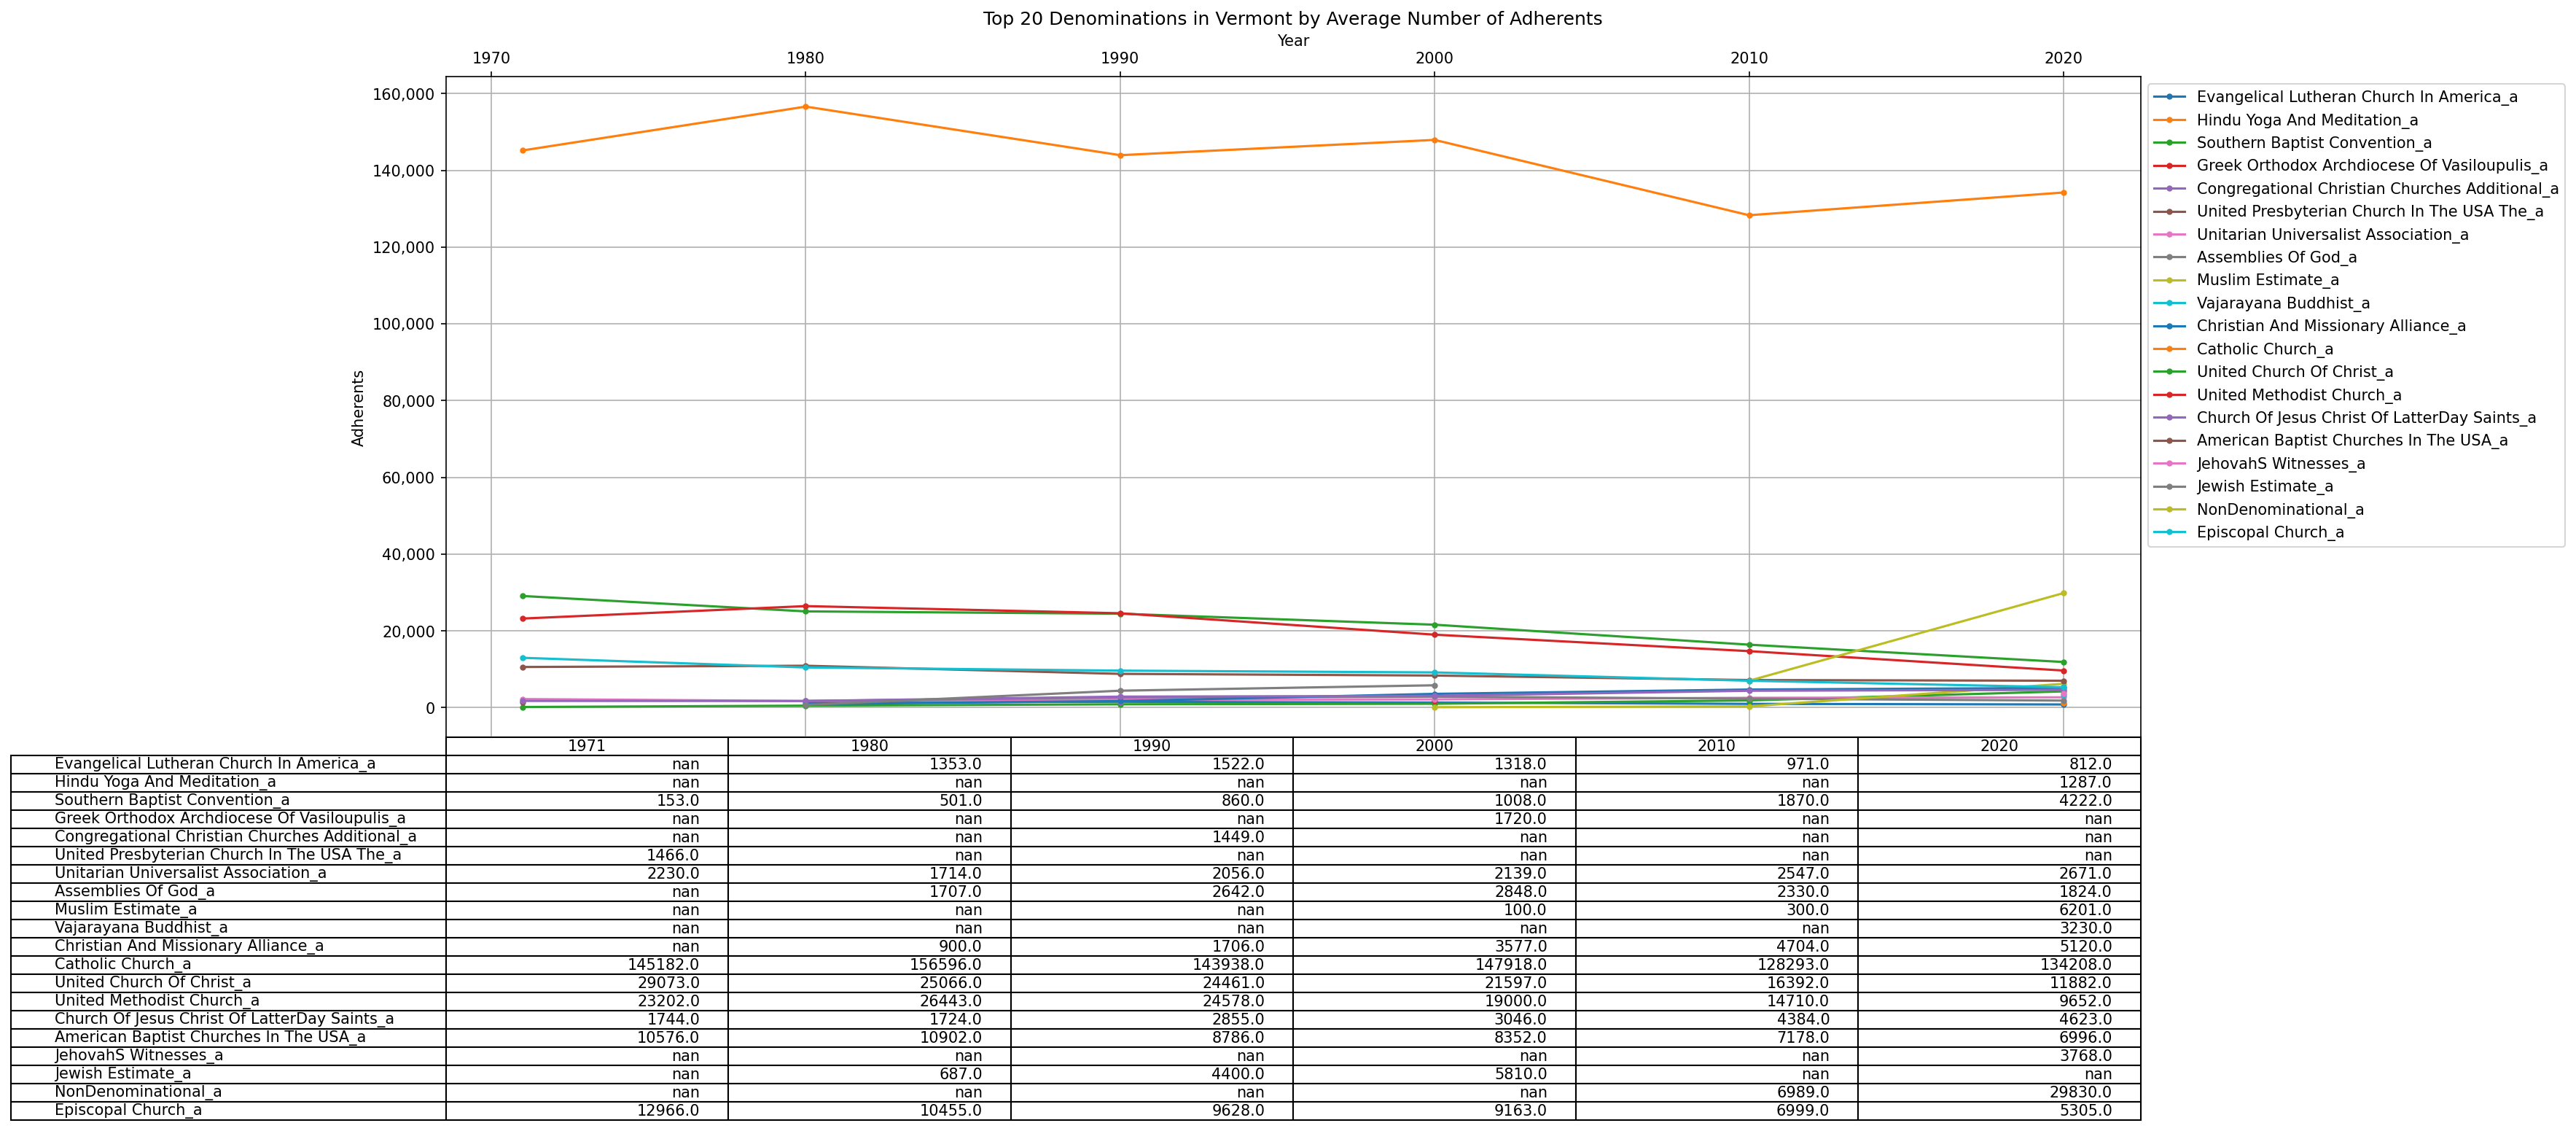 Top 20 Denominations in Vermont by Average Number of Adherents
Year
1970 1980 1990 2000 2010 2020
160,000
140,000
120,000
100,000
80,000
60,000
40,000
20,000
0
Adherents
Evangelical Lutheran Church In America_a
Hindu Yoga And Meditation_a
Southern Baptist Convention_a
Greek Orthodox Archdiocese Of Vasiloupulis_a
Congregational Christian Churches Additional_a
United Presbyterian Church In The USA The_a
Unitarian Universalist Association_a
Assemblies Of God_a
Muslim Estimate_a
Vajarayana Buddhist_a
Christian And Missionary Alliance_a
Catholic Church_a
United Church Of Christ_a
United Methodist Church_a
Church Of Jesus Christ Of LatterDay Saints_a
American Baptist Churches In The USA_a
JehovahS Witnesses_a
Jewish Estimate_a
NonDenominational_a
Episcopal Church_a
1971 1980 1990 2000 2010 2020
Evangelical Lutheran Church In America_a nan 1353.0 1522.0 1318.0 971.0 812.0
Hindu Yoga And Meditation_a nan nan nan nan nan 1287.0
Southern Baptist Convention_a 153.0 501.0 860.0 1008.0 1870.0 4222.0
Greek Orthodox Archdiocese Of Vasiloupulis_a nan nan nan 1720.0 nan nan
Congregational Christian Churches Additional_a nan nan 1449.0 nan nan nan
United Presbyterian Church In The USA The_a 1466.0 nan nan nan nan nan
Unitarian Universalist Association_a 2230.0 1714.0 2056.0 2139.0 2547.0 2671.0
Assemblies Of God_a nan 1707.0 2642.0 2848.0 2330.0 1824.0
Muslim Estimate_a nan nan nan 100.0 300.0 6201.0
Vajarayana Buddhist_a nan nan nan nan nan 3230.0
Christian And Missionary Alliance_a nan 900.0 1706.0 3577.0 4704.0 5120.0
Catholic Church_a 145182.0 156596.0 143938.0 147918.0 128293.0 134208.0
United Church Of Christ_a 29073.0 25066.0 24461.0 21597.0 16392.0 11882.0
United Methodist Church_a 23202.0 26443.0 24578.0 19000.0 14710.0 9652.0
Church Of Jesus Christ Of LatterDay Saints_a 1744.0 1724.0 2855.0 3046.0 4384.0 4623.0
American Baptist Churches In The USA_a 10576.0 10902.0 8786.0 8352.0 7178.0 6996.0
JehovahS Witnesses_a nan nan nan nan nan 3768.0
Jewish Estimate_a nan 687.0 4400.0 5810.0 nan nan
NonDenominational_a nan nan nan nan 6989.0 29830.0
Episcopal Church_a 12966.0 10455.0 9628.0 9163.0 6999.0 5305.0